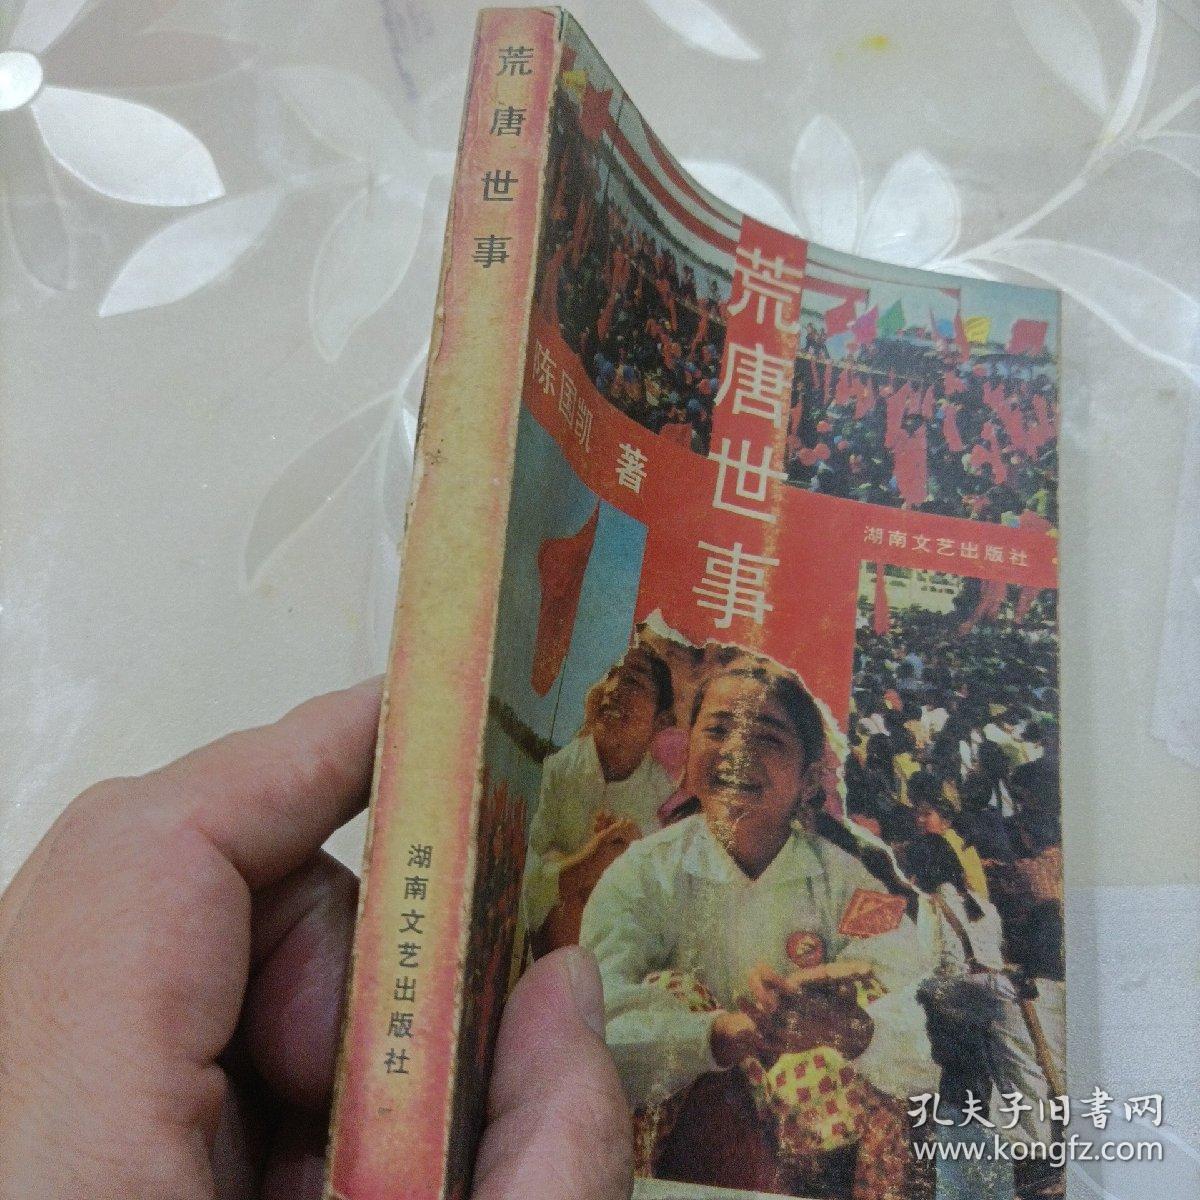 荒唐世事
湖南文艺出版社
荒唐世事
陈国凯 著
湖南文艺出版社
孔夫子旧書网
www.kongfz.com